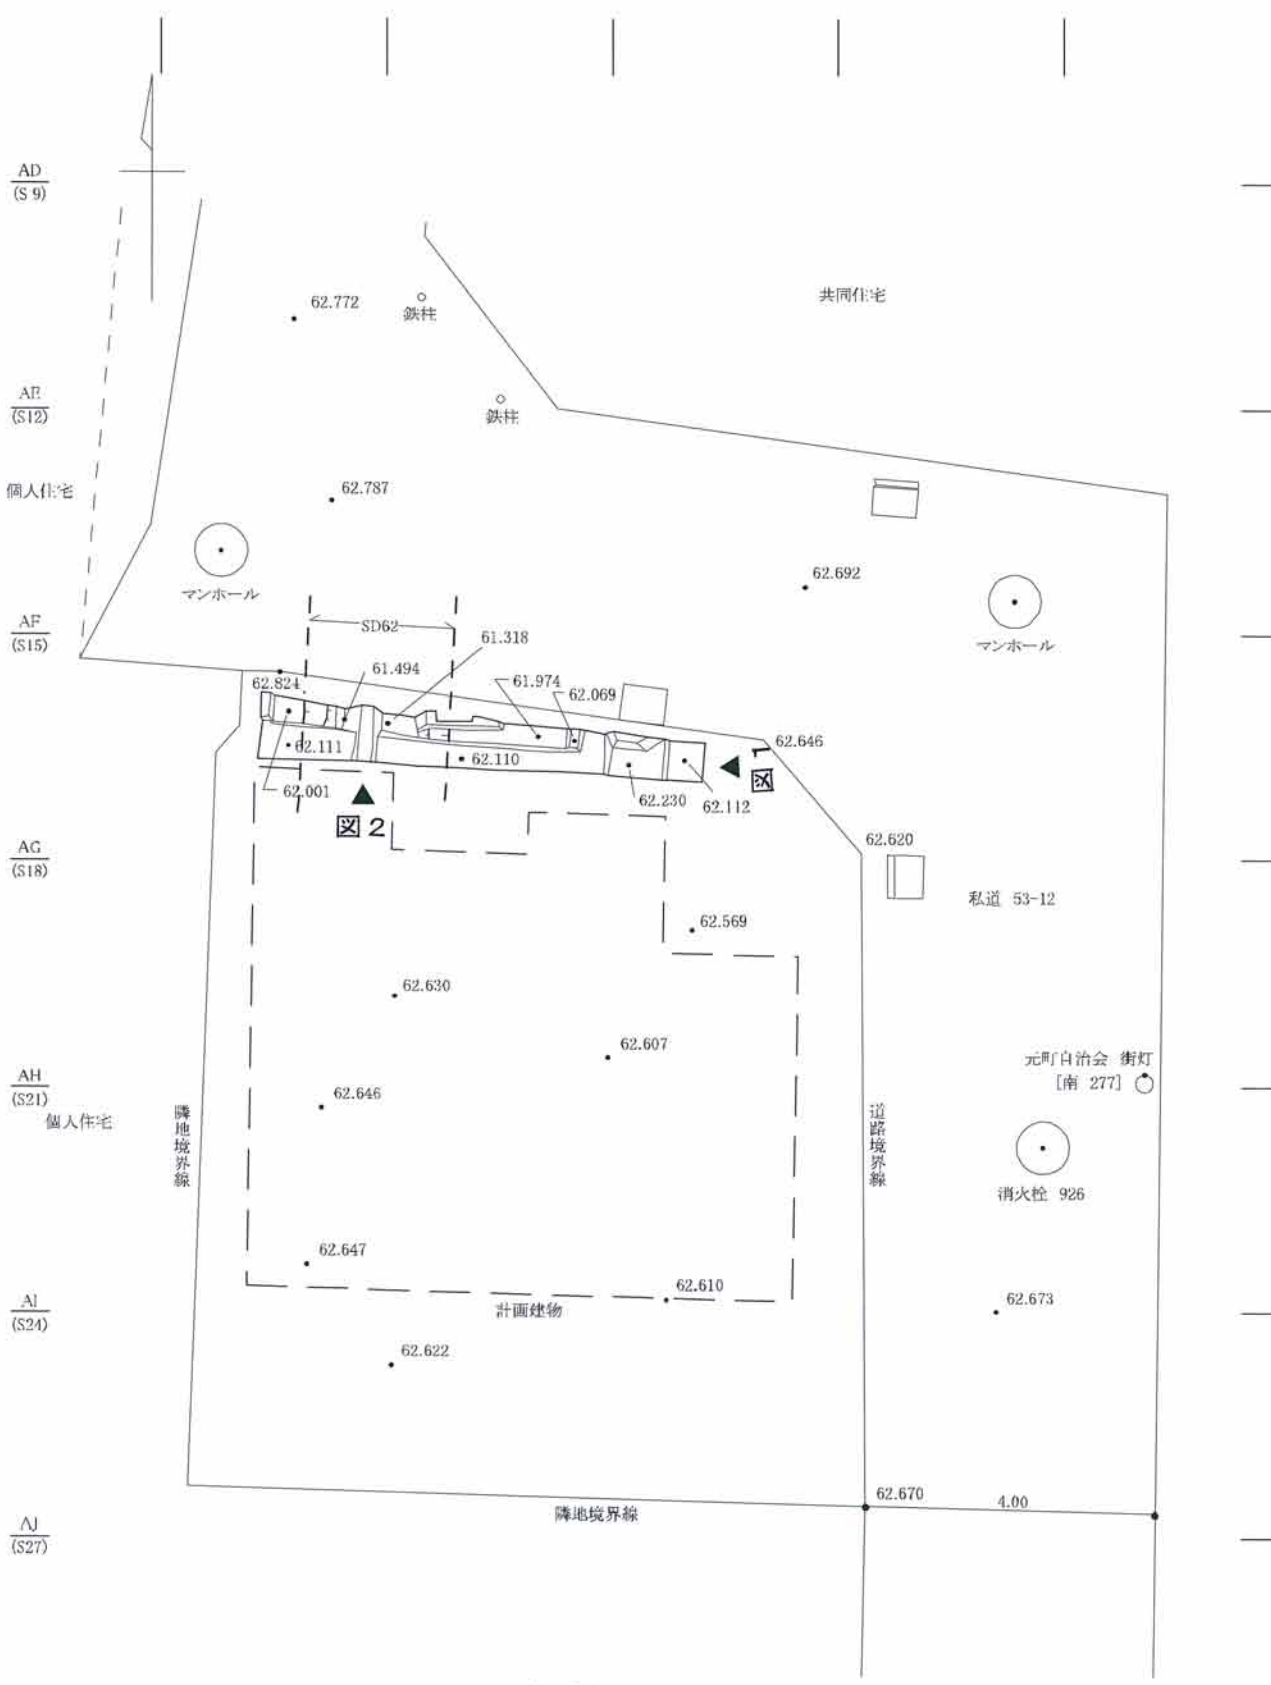 AD
(S 9)
62.772
鉄柱
共同住宅
AE
(S12)
鉄柱
個人住宅
62.787
マンホール
62.692
マンホール
AF
(S15)
SD62
61.318
61.494
61.974
62.069
62.824
62.646
62.111
62.110
62.001
62.230
62.112
図1
図2
62.620
AG
(S18)
私道 53-12
62.569
62.630
62.607
元町自治会 街灯
[南 277]
AH
(S21)
62.646
個人住宅
隣地境界線
道路境界線
消火栓 926
62.647
62.610
計画建物
AI
(S24)
62.673
62.622
62.670
4.00
隣地境界線
AJ
(S27)